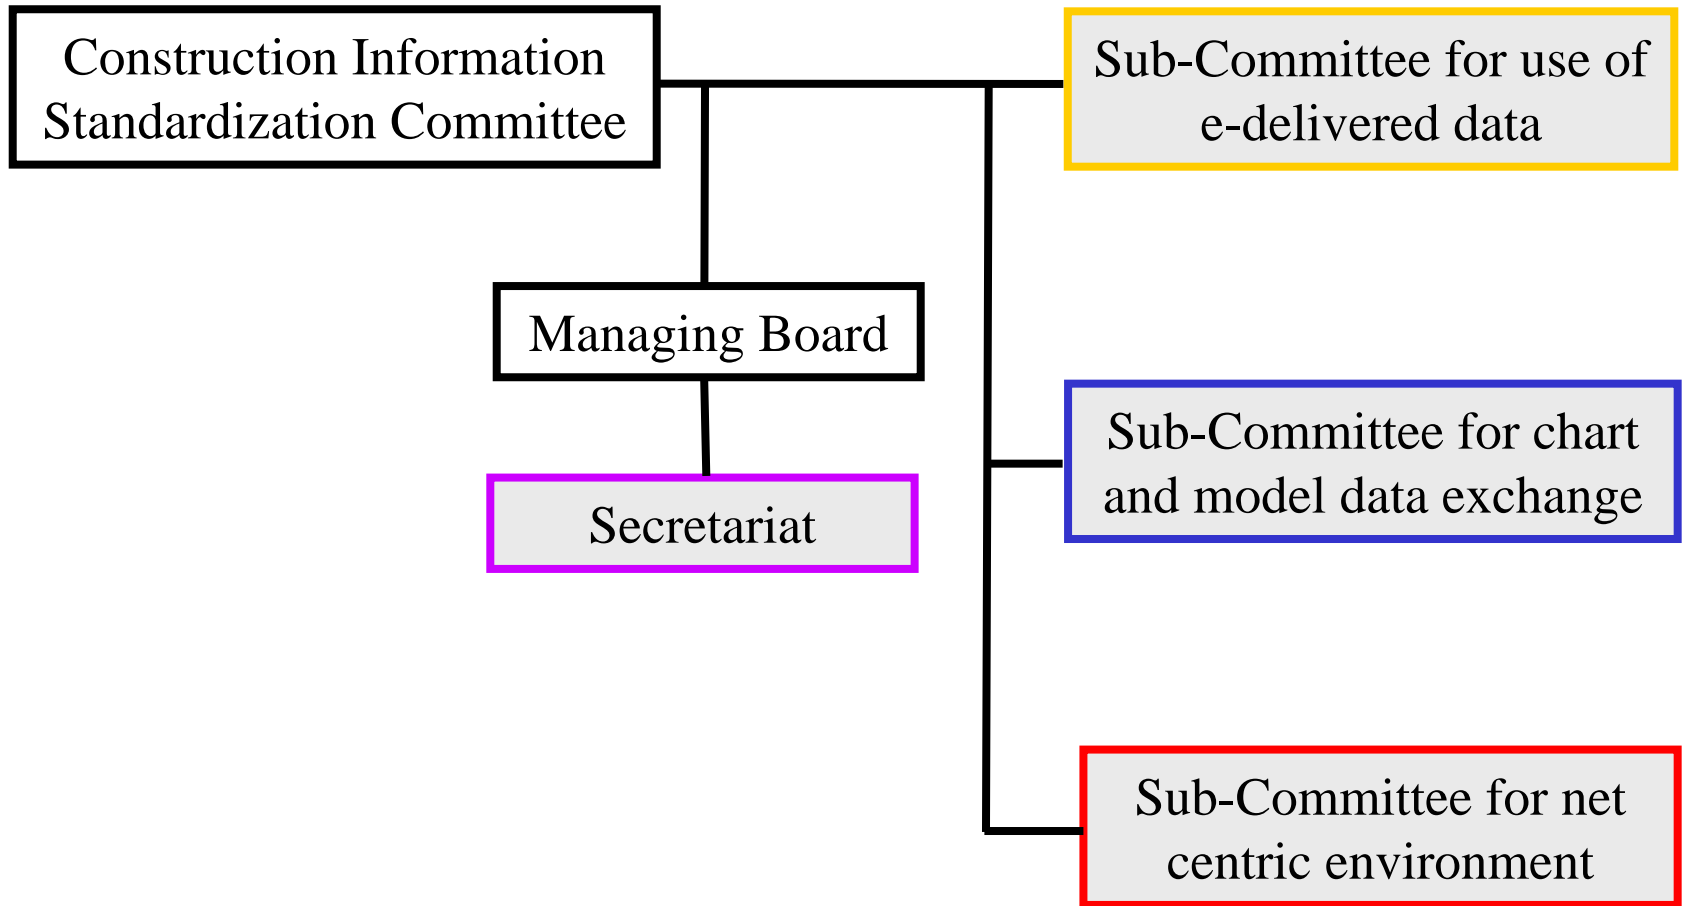 Construction Information
Standardization Committee
Sub-Committee for use of
e-delivered data
Managing Board
Sub-Committee for chart
and model data exchange
Secretariat
Sub-Committee for net
centric environment